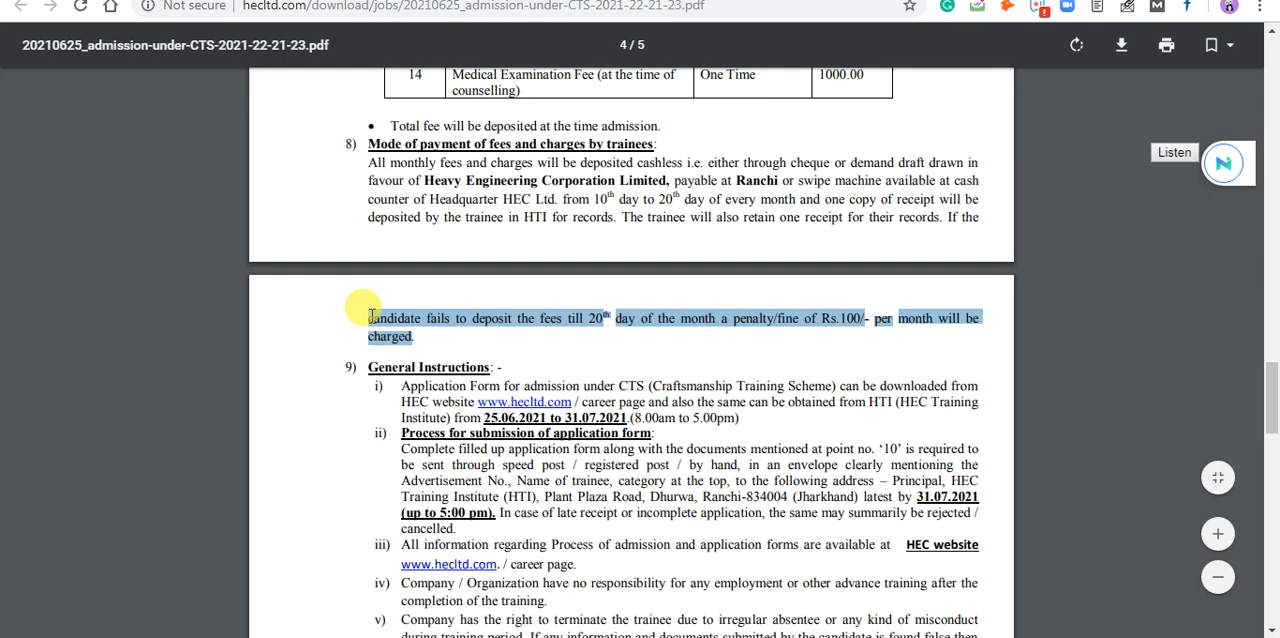 Not secure | hecltd.com/download/jobs/20210625_admission-under-CTS-2021-22-21-23.pdf
20210625_admission-under-CTS-2021-22-21-23.pdf
4 / 5
14 Medical Examination Fee (at the time of One Time 1000.00
counselling)
• Total fee will be deposited at the time admission.
8) Mode of payment of fees and charges by trainees:
All monthly fees and charges will be deposited cashless i.e. either through cheque or demand draft drawn in
favour of Heavy Engineering Corporation Limited, payable at Ranchi or swipe machine available at cash
counter of Headquarter HEC Ltd. from 10th day to 20th day of every month and one copy of receipt will be
deposited by the trainee in HTI for records. The trainee will also retain one receipt for their records. If the
Listen
candidate fails to deposit the fees till 20th day of the month a penalty/fine of Rs.100/- per month will be
charged.
9) General Instructions: -
i) Application Form for admission under CTS (Craftsmanship Training Scheme) can be downloaded from
HEC website www.hecltd.com / career page and also the same can be obtained from HTI (HEC Training
Institute) from 25.06.2021 to 31.07.2021.(8.00am to 5.00pm)
ii) Process for submission of application form:
Complete filled up application form along with the documents mentioned at point no. ‘10’ is required to
be sent through speed post / registered post / by hand, in an envelope clearly mentioning the
Advertisement No., Name of trainee, category at the top, to the following address – Principal, HEC
Training Institute (HTI), Plant Plaza Road, Dhurwa, Ranchi-834004 (Jharkhand) latest by 31.07.2021
(up to 5:00 pm). In case of late receipt or incomplete application, the same may summarily be rejected /
cancelled.
iii) All information regarding Process of admission and application forms are available at HEC website
www.hecltd.com. / career page.
iv) Company / Organization have no responsibility for any employment or other advance training after the
completion of the training.
v) Company has the right to terminate the trainee due to irregular absentee or any kind of misconduct
during training period. If any information and documents submitted by the candidate is found false then